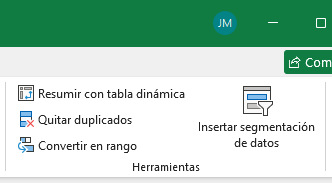 JM
Com
Resumir con tabla dinámica
Quitar duplicados
Convertir en rango
Insertar segmentación
de datos
Herramientas